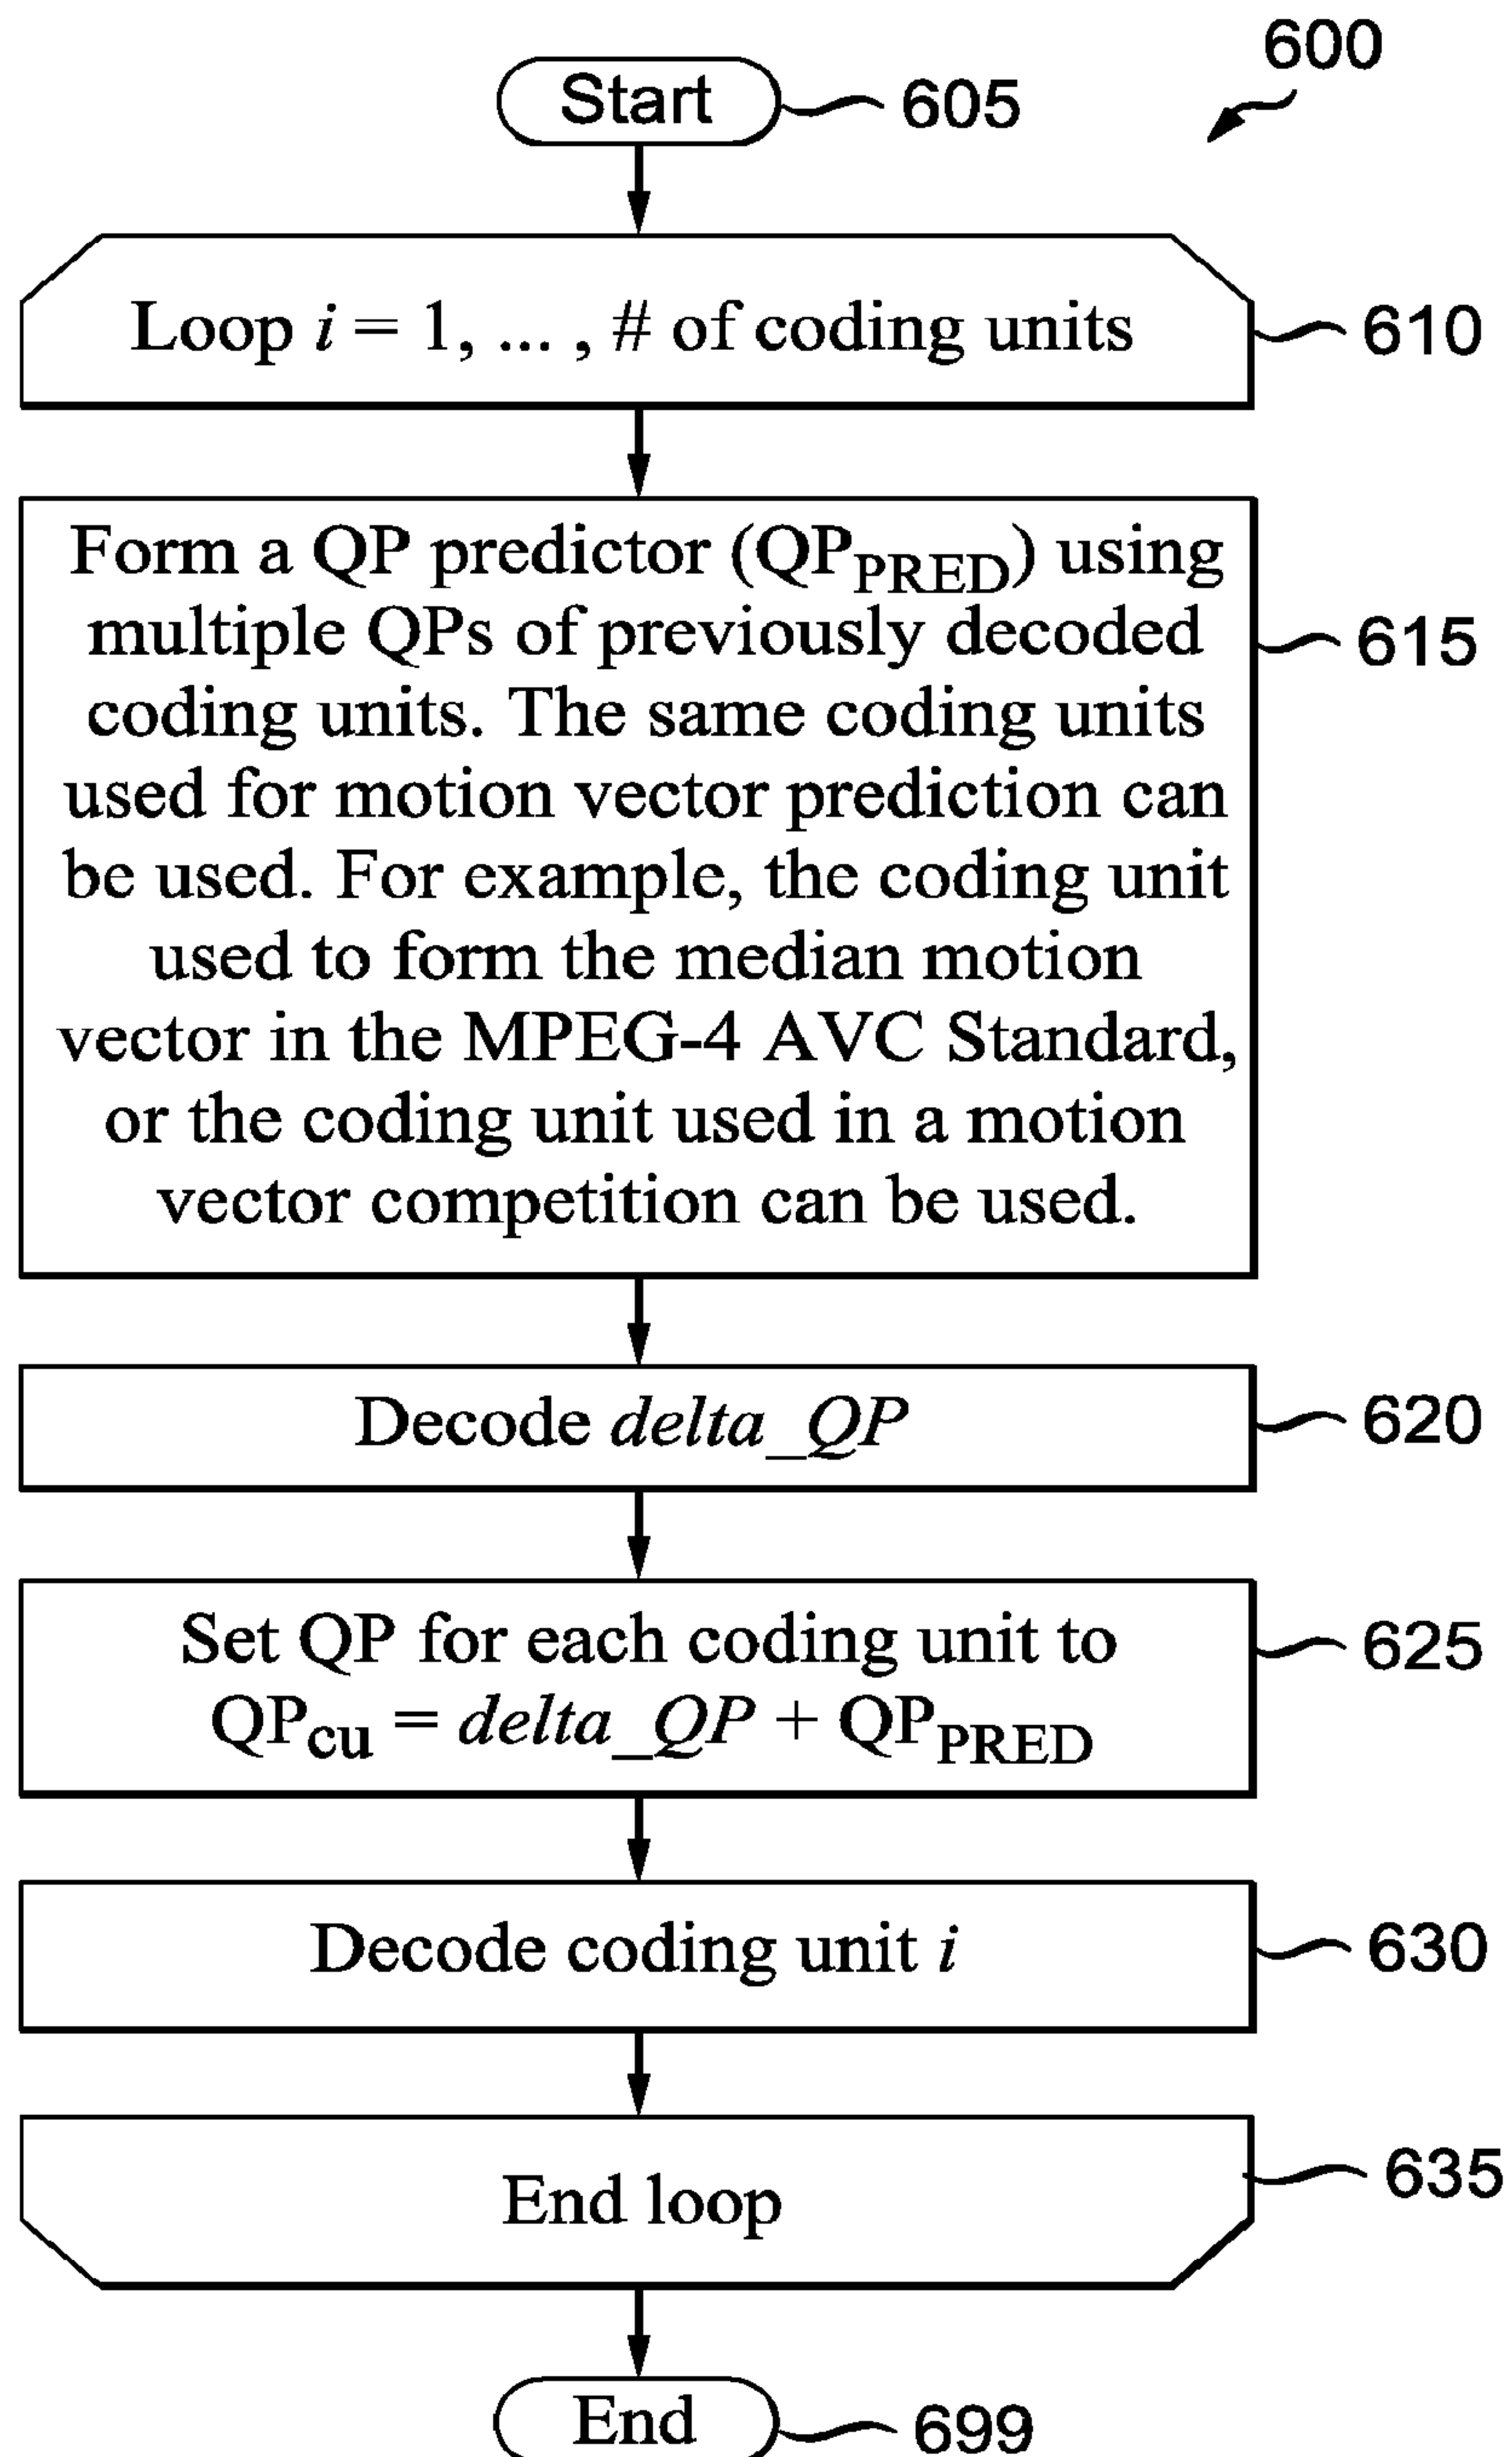 600
Start
605
Loop i = 1, ... , # of coding units
610
Form a QP predictor (QPPRED) using
multiple QPs of previously decoded
coding units. The same coding units
used for motion vector prediction can
be used. For example, the coding unit
used to form the median motion
vector in the MPEG-4 AVC Standard,
or the coding unit used in a motion
vector competition can be used.
615
Decode delta_QP
620
Set QP for each coding unit to
QPcu = delta_QP + QPPRED
625
Decode coding unit i
630
End loop
635
End
699